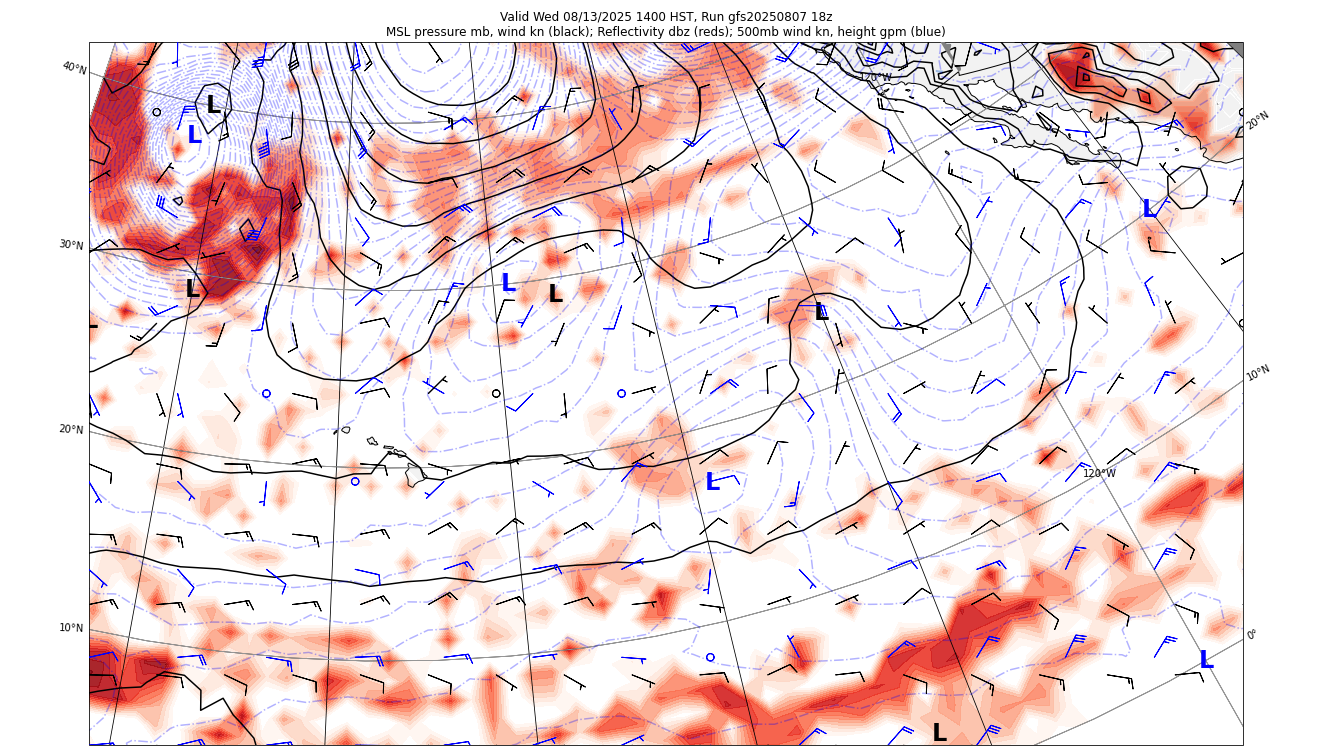 Valid Wed 08/13/2025 1400 HST, Run gfs20250807 18z
MSL pressure mb, wind kn (black); Reflectivity dbz (reds); 500mb wind kn, height gpm (blue)
40°N
120°W
20°N
L
L
L
30°N
L
L
L
L
10°N
20°N
120°W
L
10°N
0°
L
L